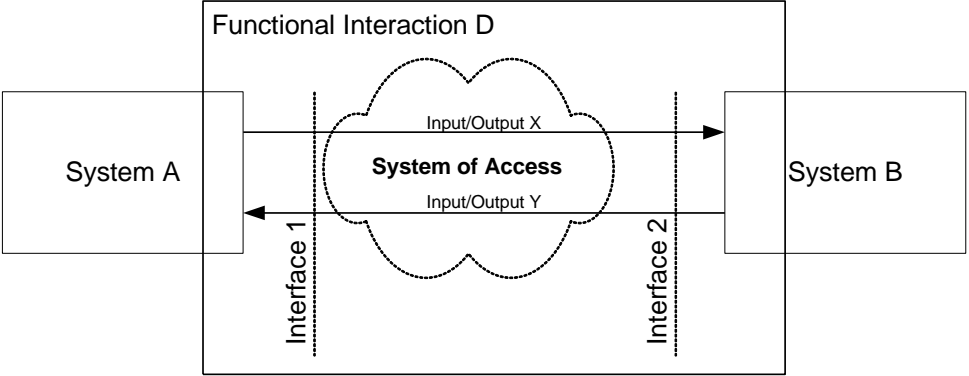 Functional Interaction D
Input/Output X
System A
System of Access
System B
Input/Output Y
Interface 1
Interface 2